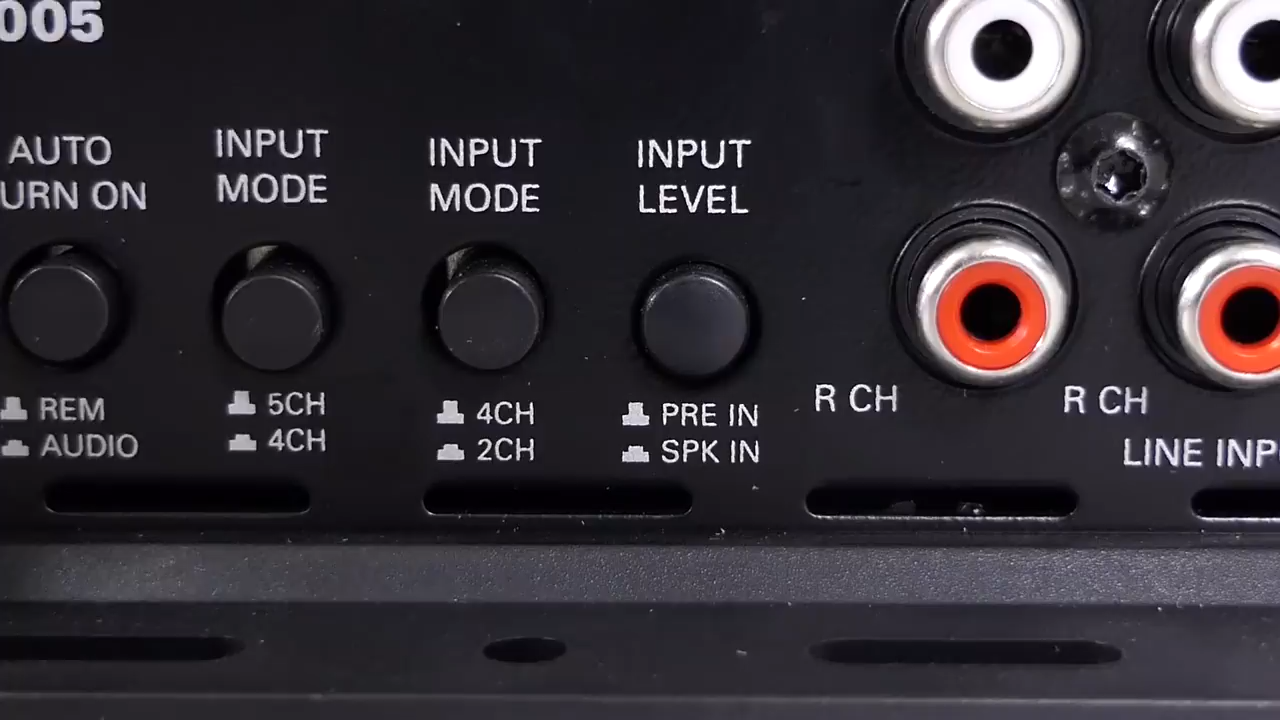 005
AUTO
URN ON
INPUT
MODE
INPUT
MODE
INPUT
LEVEL
REM
AUDIO
5CH
4CH
4CH
2CH
PRE IN
SPK IN
R CH
R CH
LINE INP